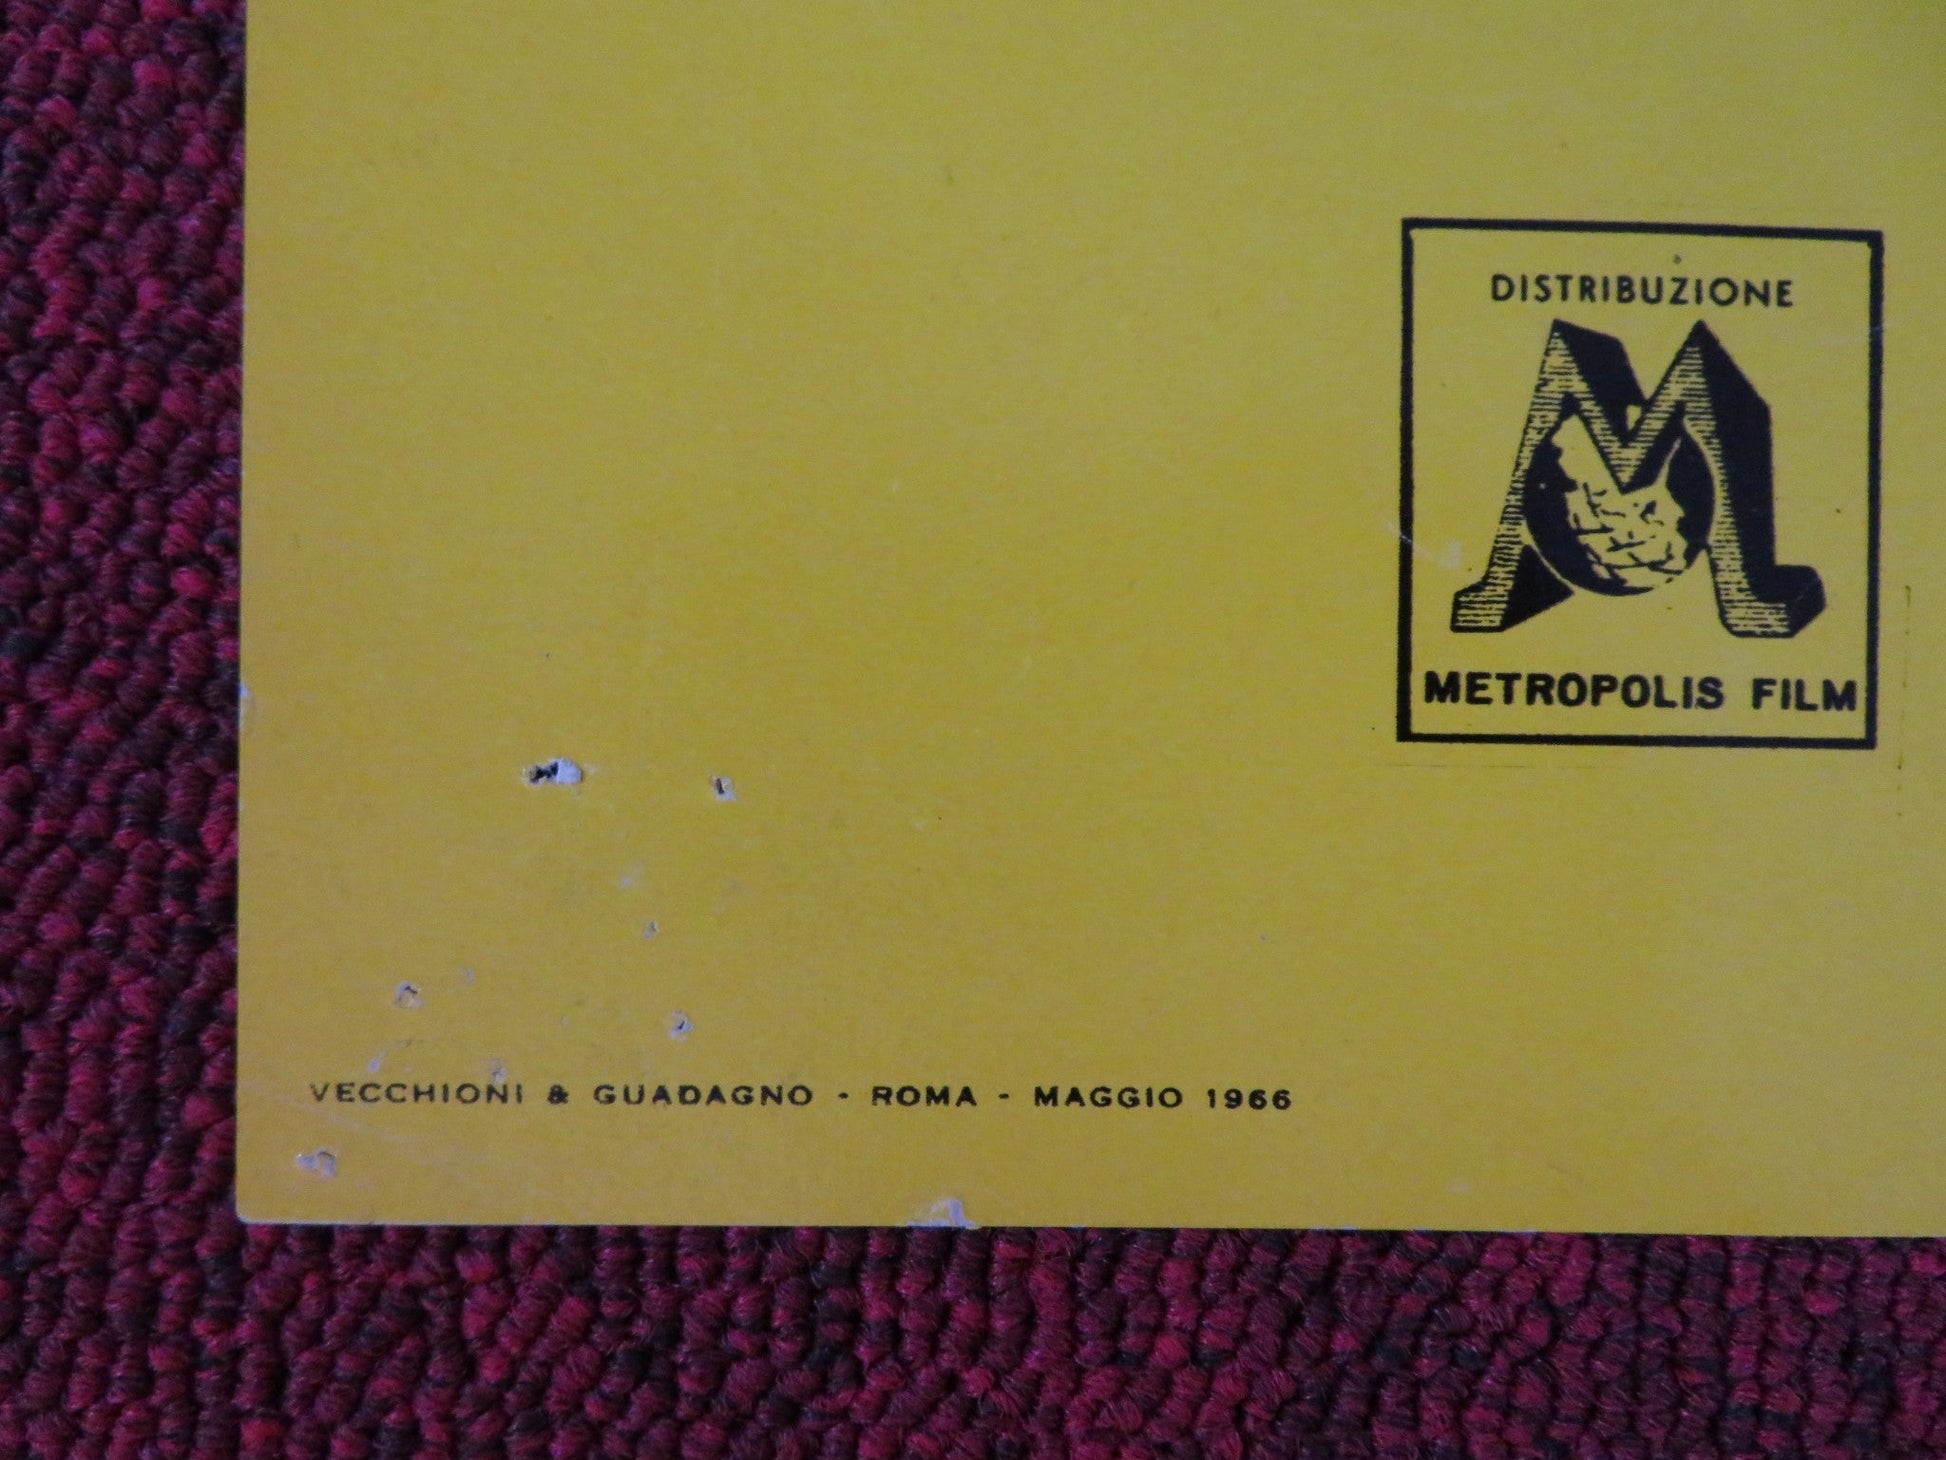 DISTRIBUZIONE
M
METROPOLIS FILM
VECCHIONI & GUADAGNO - ROMA - MAGGIO 1966